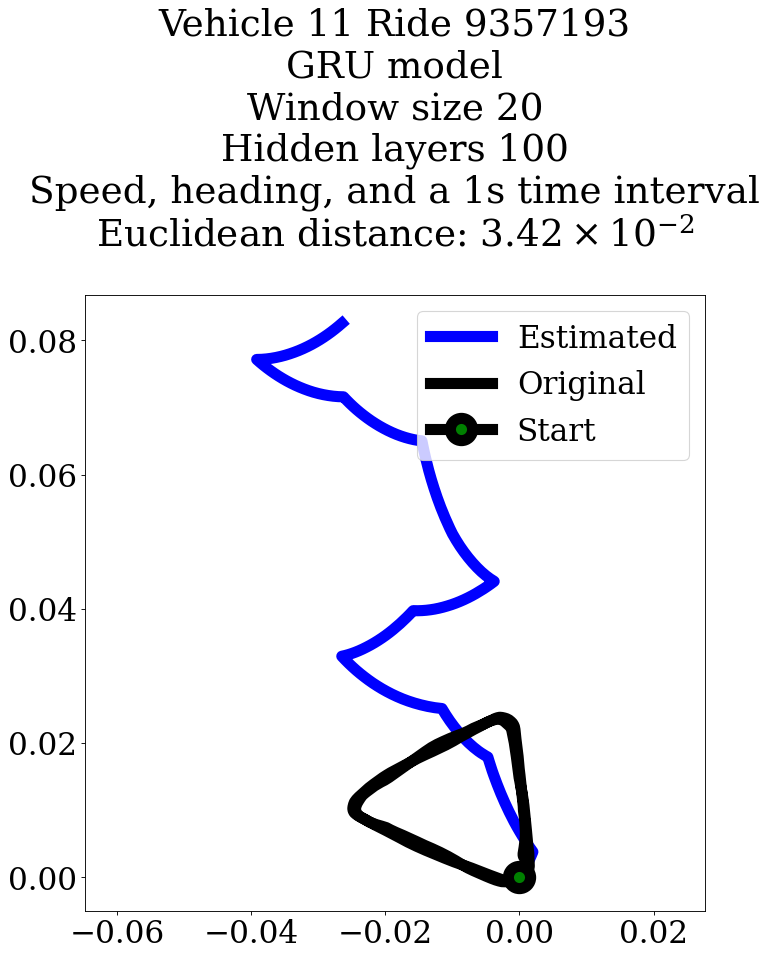 Vehicle 11 Ride 9357193
GRU model
Window size 20
Hidden layers 100
Speed, heading, and a 1s time interval
Euclidean distance: 3.42 × 10⁻²
Estimated
Original
Start
0.08
0.06
0.04
0.02
0.00
−0.06 −0.04 −0.02 0.00 0.02